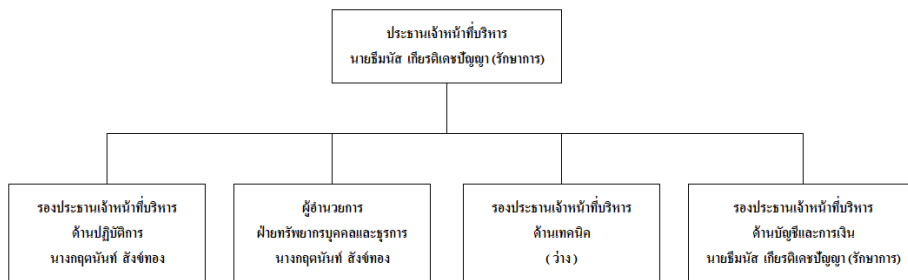 ประธานเจ้าหน้าที่บริหาร
นายธีมนัส เกียรติเดชปัญญา (รักษาการ)
รองประธานเจ้าหน้าที่บริหาร
ด้านปฏิบัติการ
นางกฤตนันท์ สังข์ทอง
ผู้อำนวยการ
ฝ่ายทรัพยากรบุคคลและธุรการ
นางกฤตนันท์ สังข์ทอง
รองประธานเจ้าหน้าที่บริหาร
ด้านเทคนิค
( ว่าง )
รองประธานเจ้าหน้าที่บริหาร
ด้านบัญชีและการเงิน
นายธีมนัส เกียรติเดชปัญญา (รักษาการ)